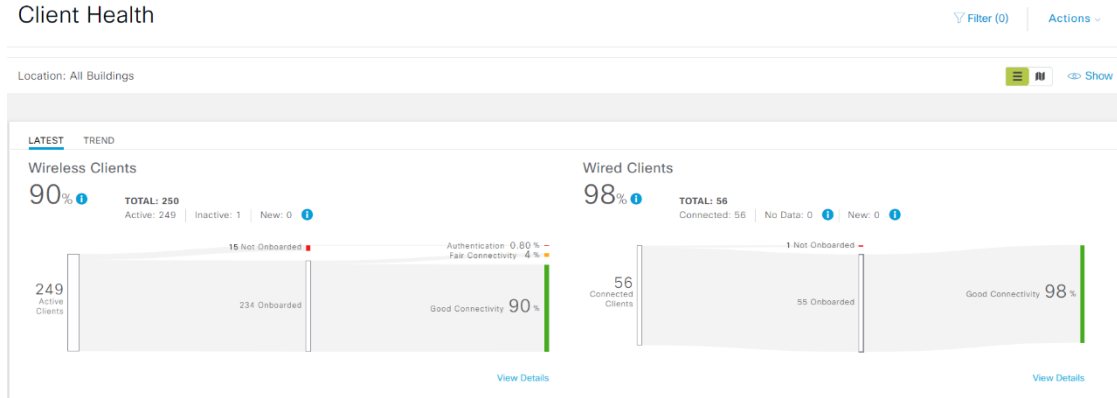 Client Health
Filter (0)
Actions
Location: All Buildings
Show
LATEST TREND
Wireless Clients
90%
TOTAL: 250
Active: 249 Inactive: 1 New: 0
15 Not Onboarded
Authentication 0.80 %
Fair Connectivity 4 %
249
Active
Clients
234 Onboarded
Good Connectivity 90 %
View Details
Wired Clients
98%
TOTAL: 56
Connected: 56 No Data: 0 New: 0
1 Not Onboarded
56
Connected
Clients
55 Onboarded
Good Connectivity 98 %
View Details